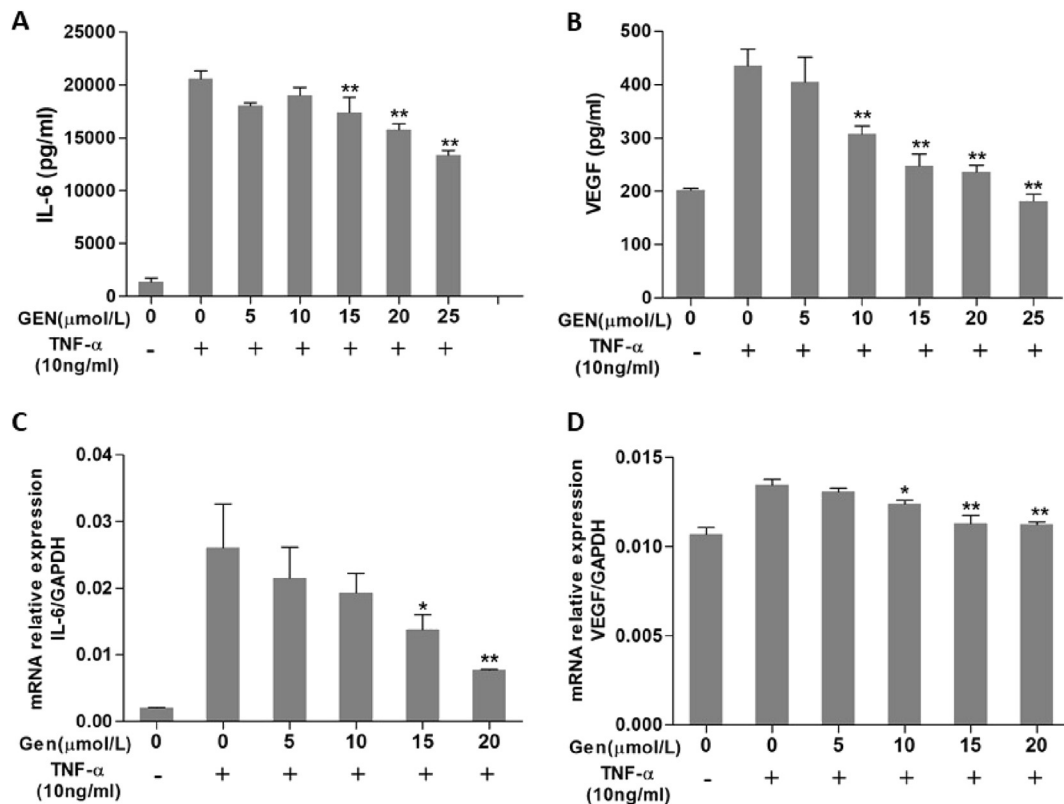 A
25000
20000
15000
10000
5000
0
IL-6 (pg/ml)
** ** **
GEN(μmol/L) 0 0 5 10 15 20 25
TNF-α - + + + + + +
(10ng/ml)
B
500
400
300
200
100
0
VEGF (pg/ml)
** ** ** **
GEN(μmol/L) 0 0 5 10 15 20 25
TNF-α - + + + + + +
(10ng/ml)
C
0.04
0.03
0.02
0.01
0.00
mRNA relative expression
IL-6/GAPDH
* **
Gen(μmol/L) 0 0 5 10 15 20
TNF-α - + + + + +
(10ng/ml)
D
0.015
0.010
0.005
0.000
mRNA relative expression
VEGF/GAPDH
* ** **
Gen(μmol/L) 0 0 5 10 15 20
TNF-α - + + + + +
(10ng/ml)